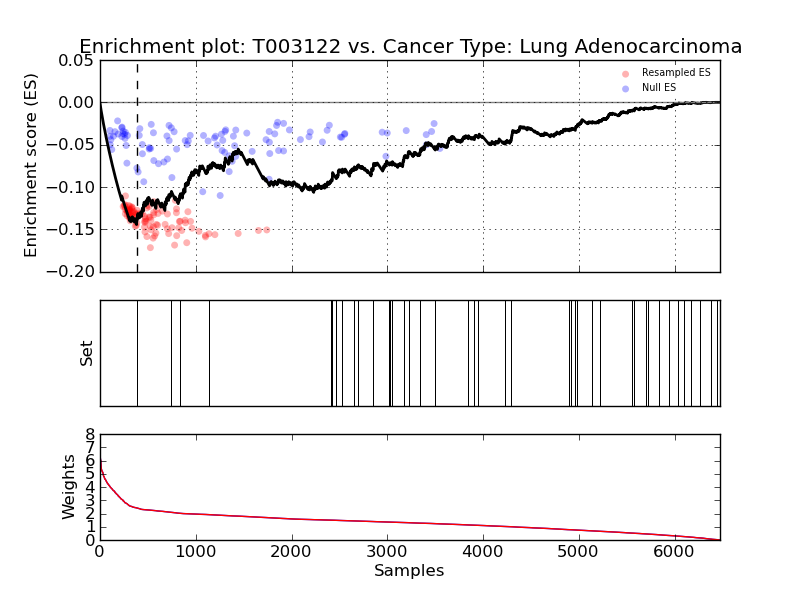 Enrichment plot: T003122 vs. Cancer Type: Lung Adenocarcinoma
Enrichment score (ES)
0.05
0.00
−0.05
−0.10
−0.15
−0.20
Resampled ES
Null ES
Set
Weights
8
7
6
5
4
3
2
1
0
0 1000 2000 3000 4000 5000 6000
Samples